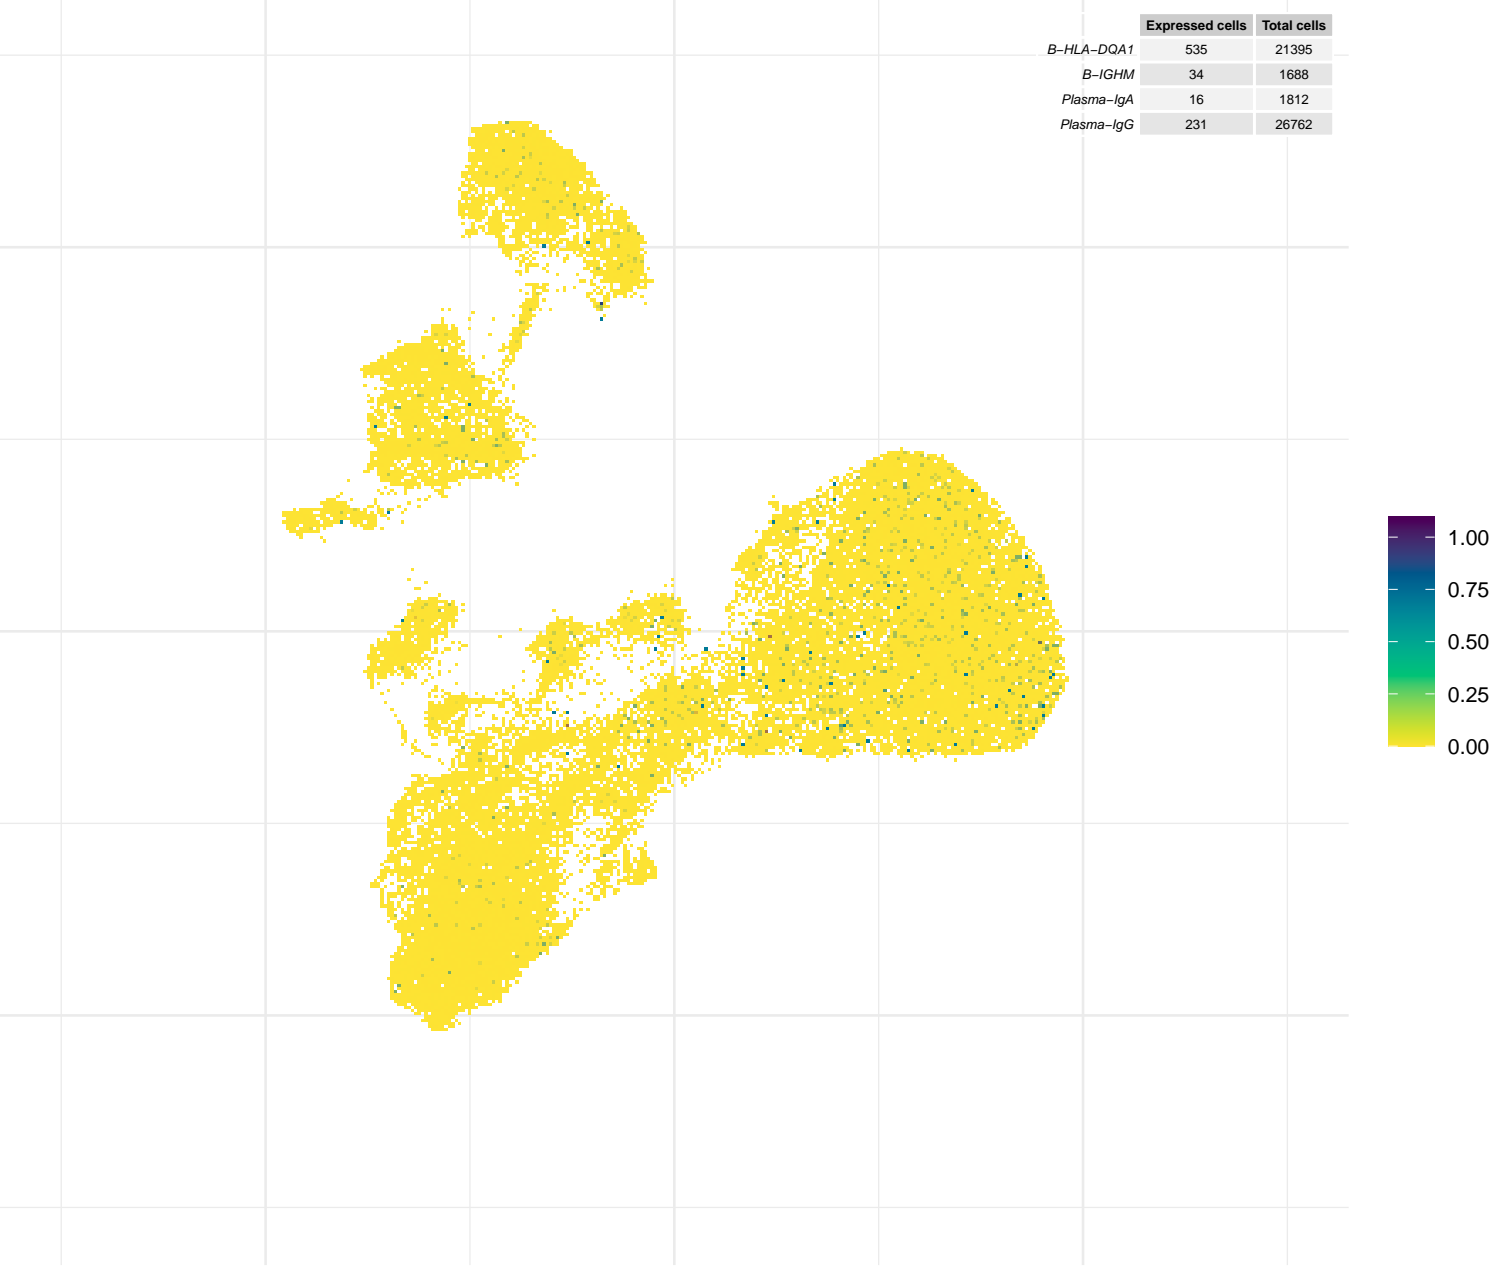 Expressed cells Total cells
B−HLA−DQA1 535 21395
B−IGHM 34 1688
Plasma−IgA 16 1812
Plasma−IgG 231 26762
1.00
0.75
0.50
0.25
0.00